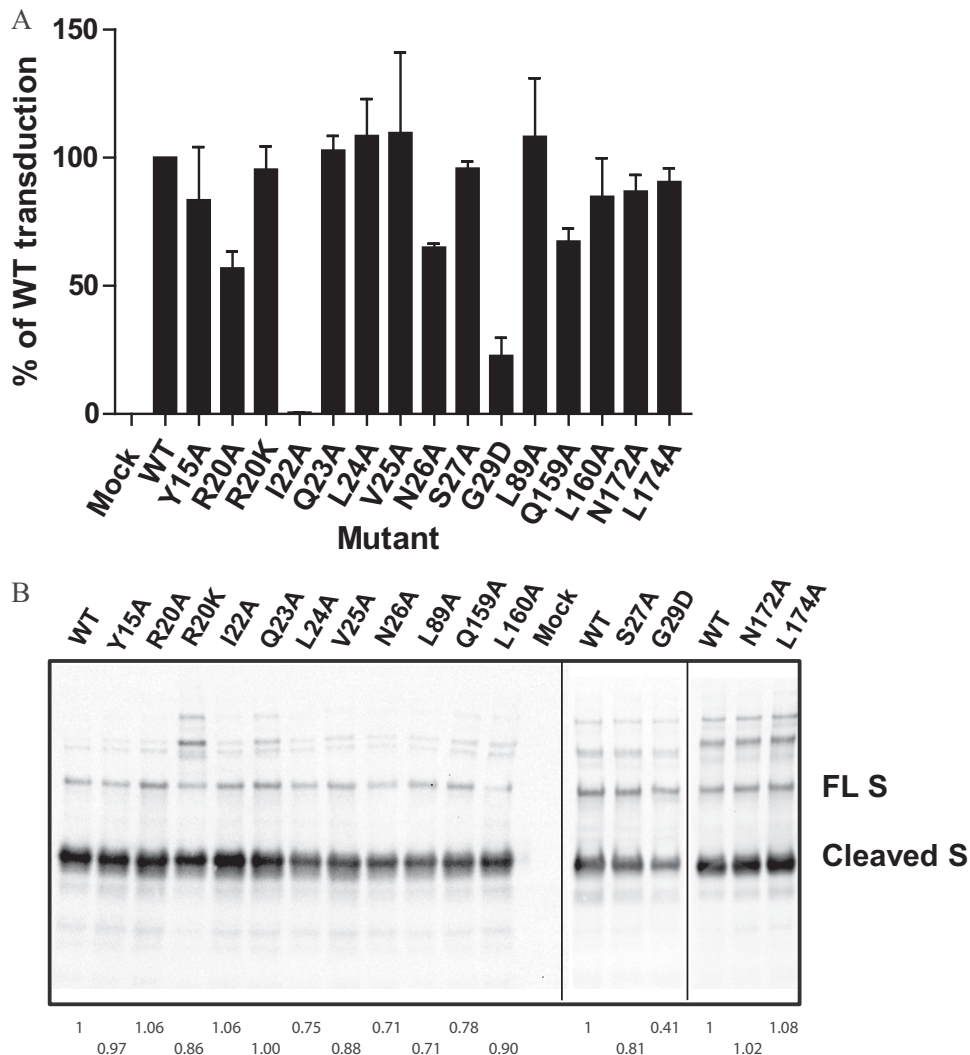 A
% of WT transduction
150
100
50
0
Mock WT Y15A R20A R20K I22A Q23A L24A V25A N26A S27A G29D L89A Q159A L160A N172A L174A
Mutant
B
WT Y15A R20A R20K I22A Q23A L24A V25A N26A L89A Q159A L160A Mock WT S27A G29D WT N172A L174A
FL S
Cleaved S
1 1.06 1.06 0.75 0.71 0.78 1 0.41 1 1.08
0.97 0.86 1.00 0.88 0.71 0.90 0.81 1.02